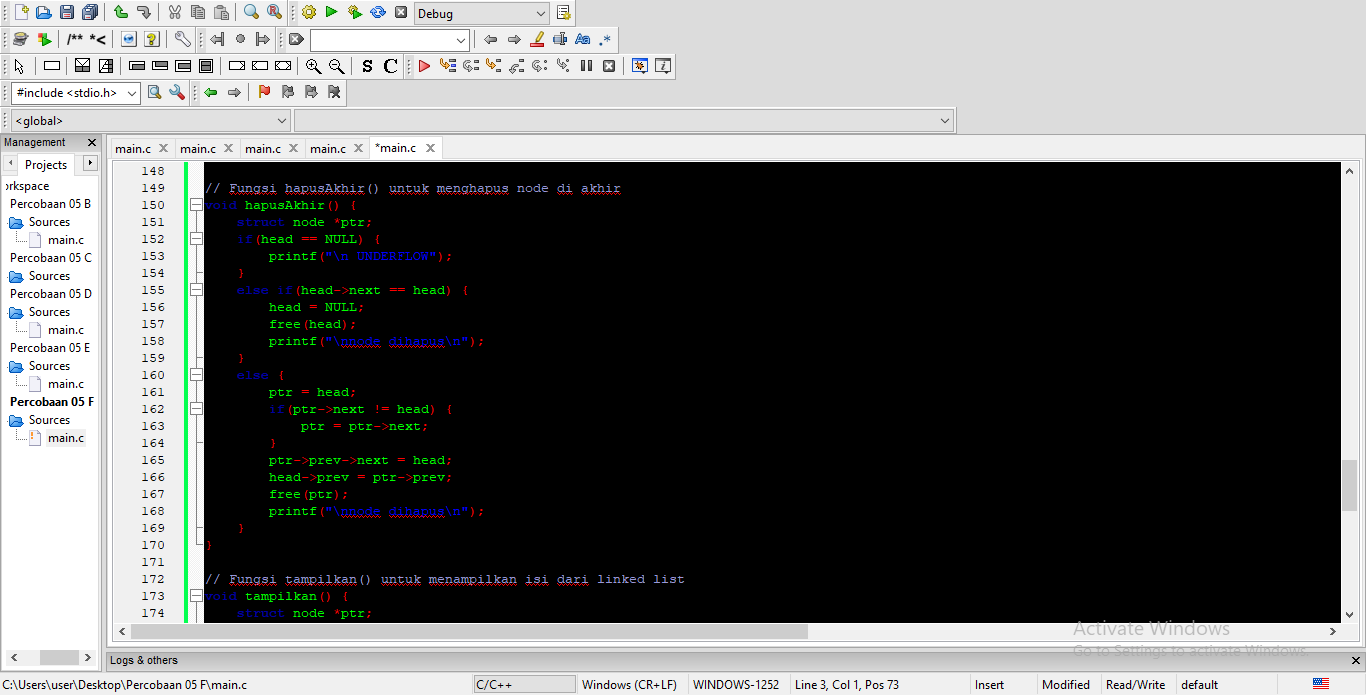 Debug
/** *<
Aa .*
S C
#include <stdio.h>
<global>
Management
main.c main.c main.c main.c *main.c
Projects
orkspace
Percobaan 05 B
Sources
main.c
Percobaan 05 C
Sources
Percobaan 05 D
Sources
main.c
Percobaan 05 E
Sources
main.c
Percobaan 05 F
Sources
main.c
148
149 // Fungsi hapusAkhir() untuk menghapus node di akhir
150 void hapusAkhir() {
151 struct node *ptr;
152 if(head == NULL) {
153 printf("\n UNDERFLOW");
154 }
155 else if(head->next == head) {
156 head = NULL;
157 free(head);
158 printf("\nnode dihapus\n");
159 }
160 else {
161 ptr = head;
162 if(ptr->next != head) {
163 ptr = ptr->next;
164 }
165 ptr->prev->next = head;
166 head->prev = ptr->prev;
167 free(ptr);
168 printf("\nnode dihapus\n");
169 }
170 }
171
172 // Fungsi tampilkan() untuk menampilkan isi dari linked list
173 void tampilkan() {
174 struct node *ptr;
Activate Windows
Go to Settings to activate Windows.
Logs & others
C:\Users\user\Desktop\Percobaan 05 F\main.c C/C++ Windows (CR+LF) WINDOWS-1252 Line 3, Col 1, Pos 73 Insert Modified Read/Write default